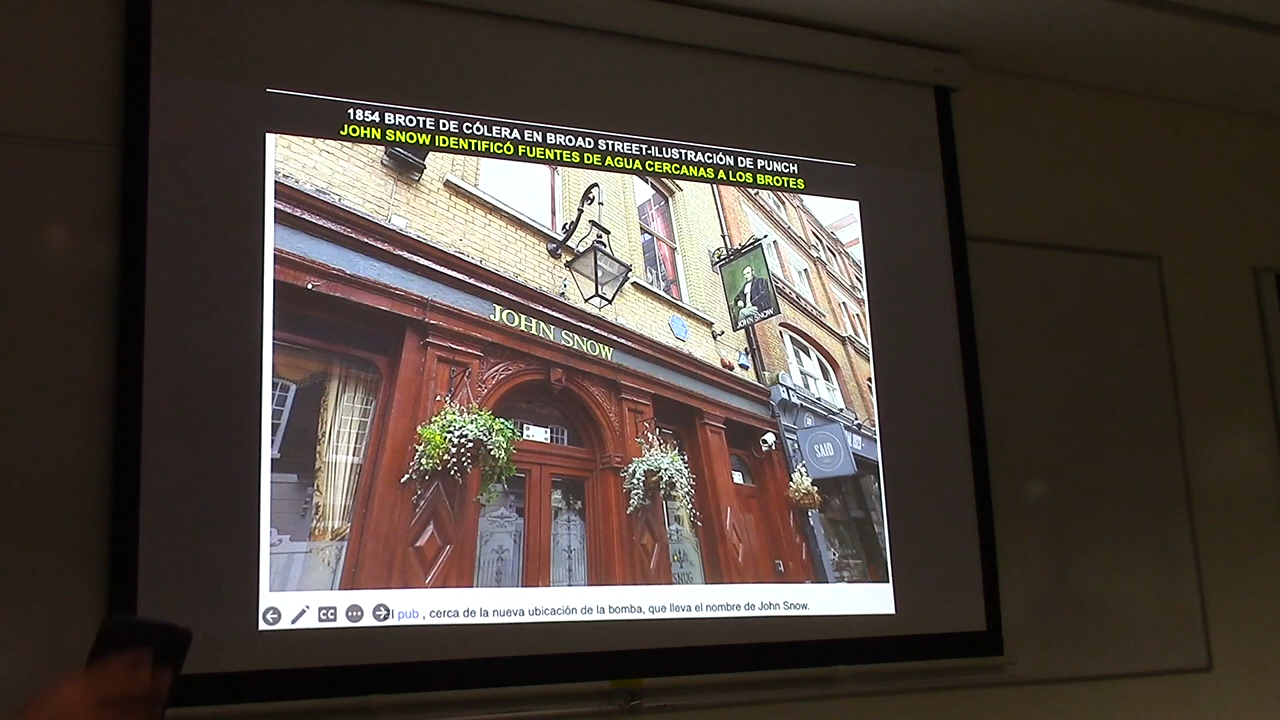 1854 BROTE DE CÓLERA EN BROAD STREET-ILUSTRACIÓN DE PUNCH
JOHN SNOW IDENTIFICÓ FUENTES DE AGUA CERCANAS A LOS BROTES
JOHN SNOW
JOHN SNOW
SAID
SNUG
CC
El pub , cerca de la nueva ubicación de la bomba, que lleva el nombre de John Snow.